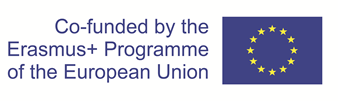 Co-funded by the
Erasmus+ Programme
of the European Union